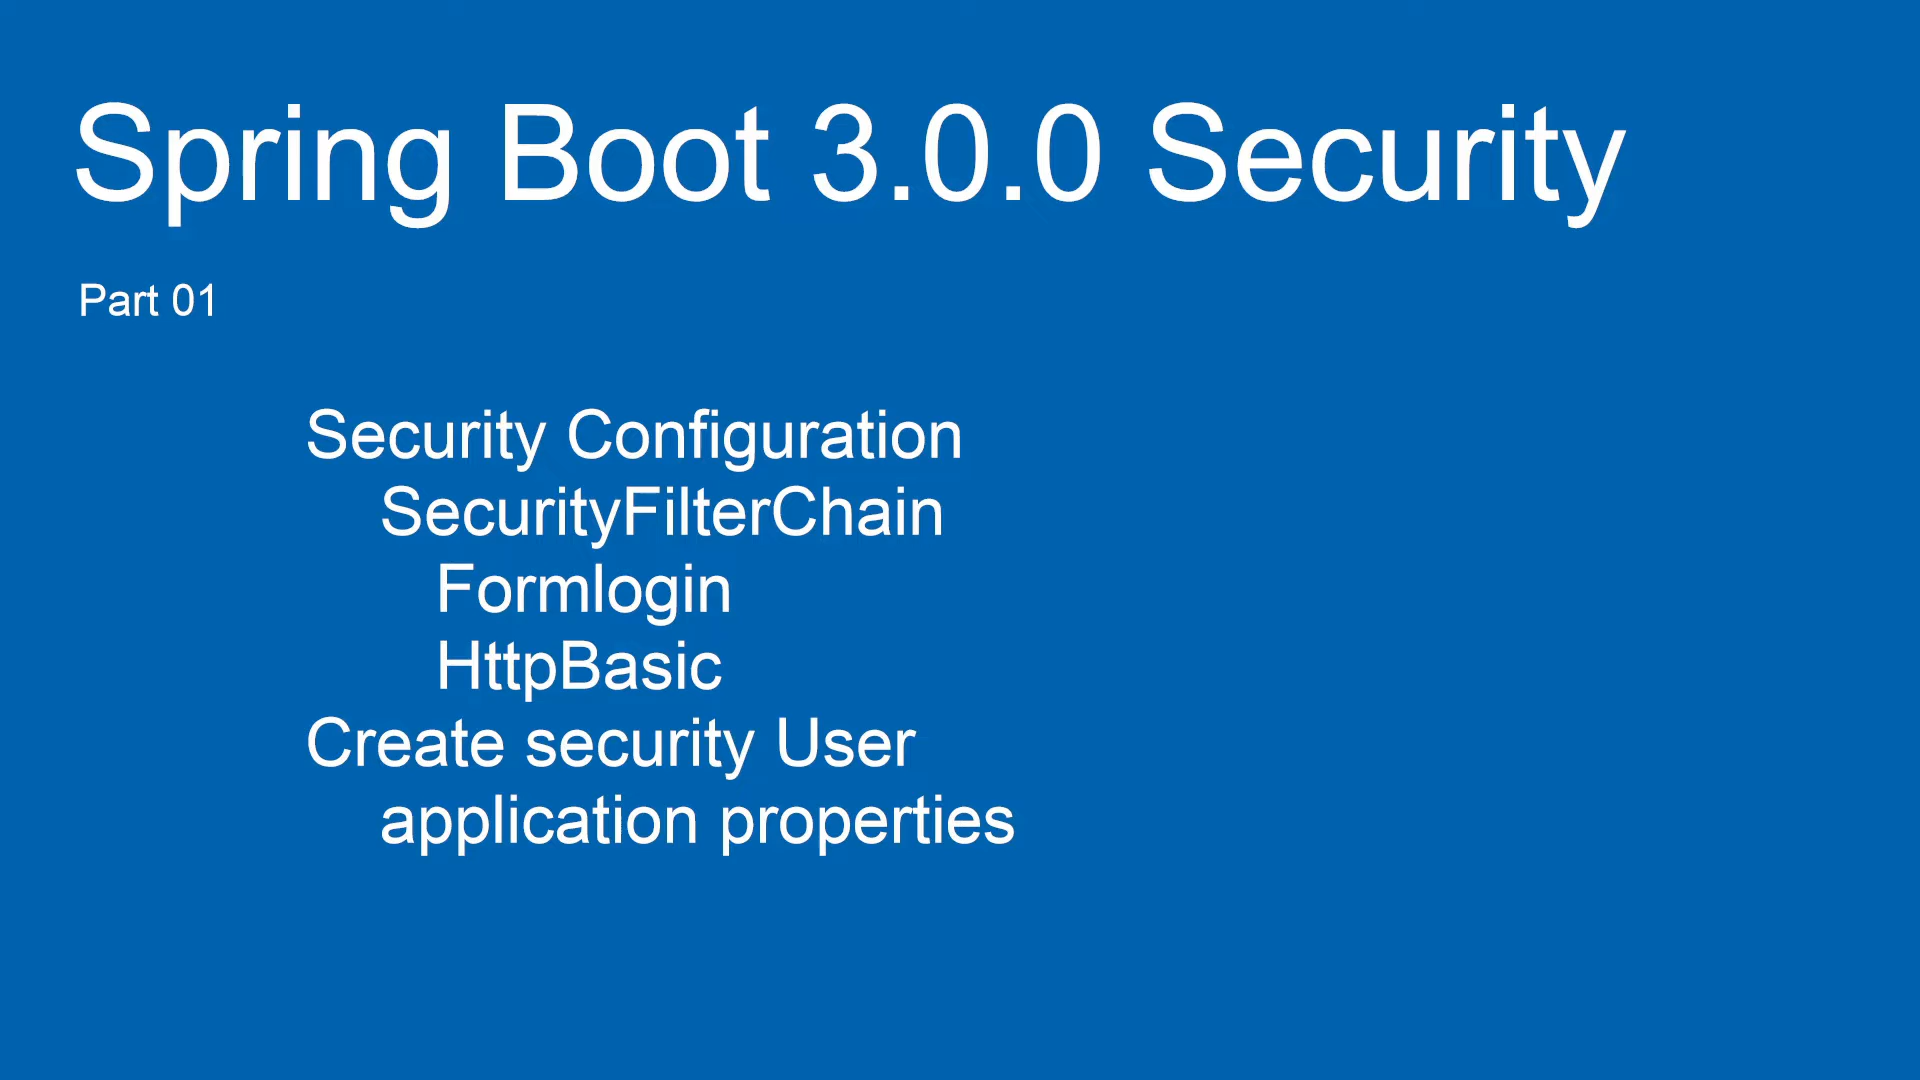 Spring Boot 3.0.0 Security
Part 01
Security Configuration
SecurityFilterChain
Formlogin
HttpBasic
Create security User
application properties